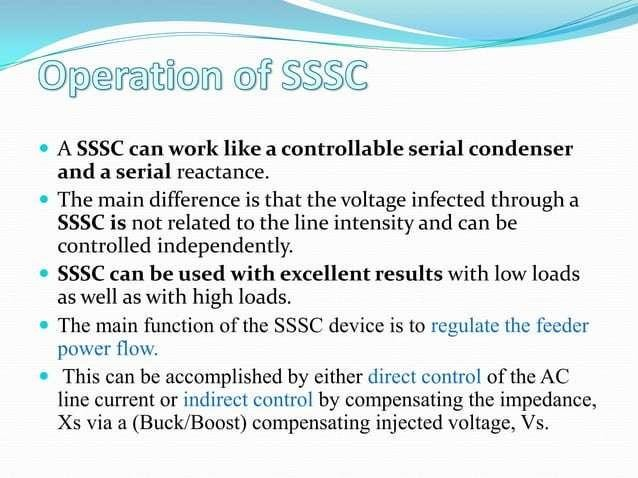 Operation of SSSC
• A SSSC can work like a controllable serial condenser
and a serial reactance.
• The main difference is that the voltage infected through a
SSSC is not related to the line intensity and can be
controlled independently.
• SSSC can be used with excellent results with low loads
as well as with high loads.
• The main function of the SSSC device is to regulate the feeder
power flow.
• This can be accomplished by either direct control of the AC
line current or indirect control by compensating the impedance,
Xs via a (Buck/Boost) compensating injected voltage, Vs.